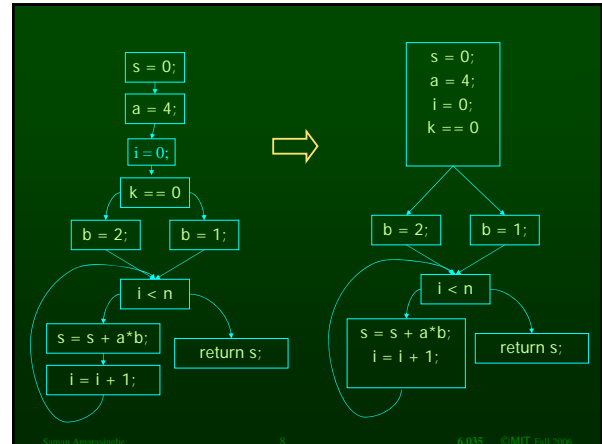 s = 0;
a = 4;
i = 0;
k == 0
b = 2;
b = 1;
i < n
s = s + a*b;
i = i + 1;
return s;
s = 0;
a = 4;
i = 0;
k == 0
b = 2;
b = 1;
i < n
s = s + a*b;
i = i + 1;
return s;
Saman Amarasinghe 8 6.035 ©MIT Fall 2006